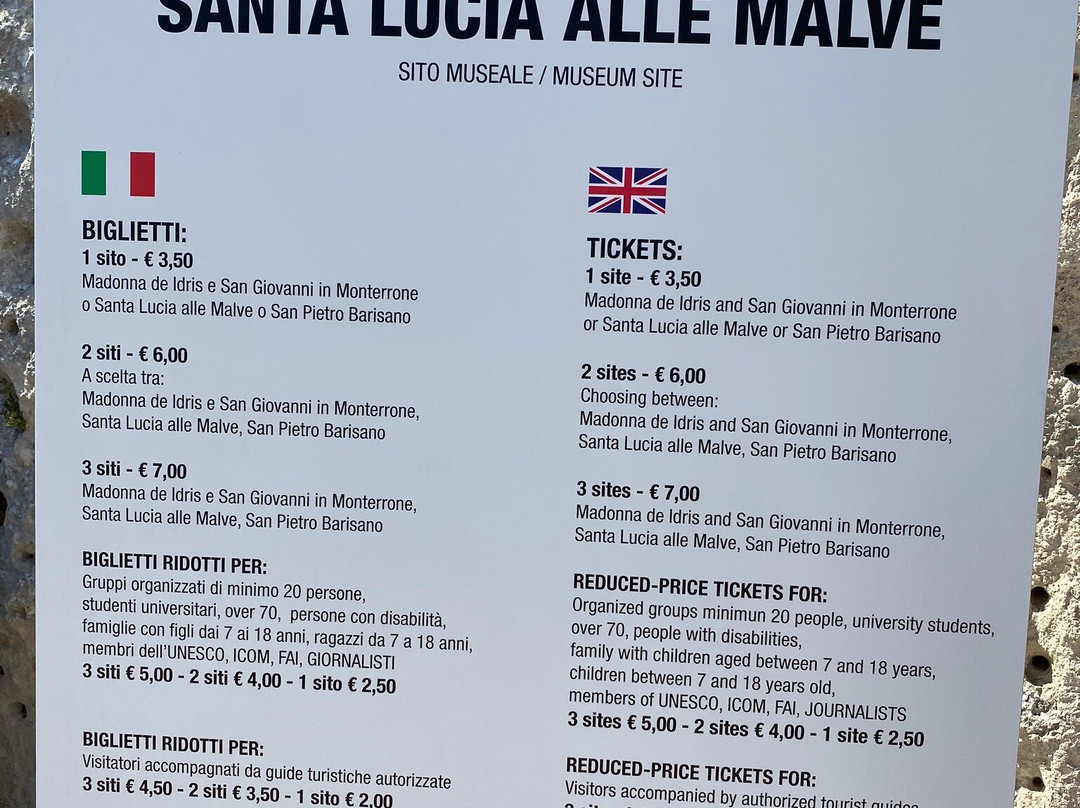 SANTA LUCIA ALLE MALVE
SITO MUSEALE / MUSEUM SITE
BIGLIETTI:
1 sito - € 3,50
Madonna de Idris e San Giovanni in Monterrone
o Santa Lucia alle Malve o San Pietro Barisano
2 siti - € 6,00
A scelta tra:
Madonna de Idris e San Giovanni in Monterrone,
Santa Lucia alle Malve, San Pietro Barisano
3 siti - € 7,00
Madonna de Idris e San Giovanni in Monterrone,
Santa Lucia alle Malve, San Pietro Barisano
BIGLIETTI RIDOTTI PER:
Gruppi organizzati di minimo 20 persone,
studenti universitari, over 70, persone con disabilità,
famiglie con figli dai 7 ai 18 anni, ragazzi da 7 a 18 anni,
membri dell'UNESCO, ICOM, FAI, GIORNALISTI
3 siti € 5,00 - 2 siti € 4,00 - 1 sito € 2,50
BIGLIETTI RIDOTTI PER:
Visitatori accompagnati da guide turistiche autorizzate
3 siti € 4,50 - 2 siti € 3,50 - 1 sito € 2,00
TICKETS:
1 site - € 3,50
Madonna de Idris and San Giovanni in Monterrone
or Santa Lucia alle Malve or San Pietro Barisano
2 sites - € 6,00
Choosing between:
Madonna de Idris and San Giovanni in Monterrone,
Santa Lucia alle Malve, San Pietro Barisano
3 sites - € 7,00
Madonna de Idris and San Giovanni in Monterrone,
Santa Lucia alle Malve, San Pietro Barisano
REDUCED-PRICE TICKETS FOR:
Organized groups minimun 20 people, university students,
over 70, people with disabilities,
family with children aged between 7 and 18 years,
children between 7 and 18 years old,
members of UNESCO, ICOM, FAI, JOURNALISTS
3 sites € 5,00 - 2 sites € 4,00 - 1 site € 2,50
REDUCED-PRICE TICKETS FOR:
Visitors accompanied by authorized tourist guides